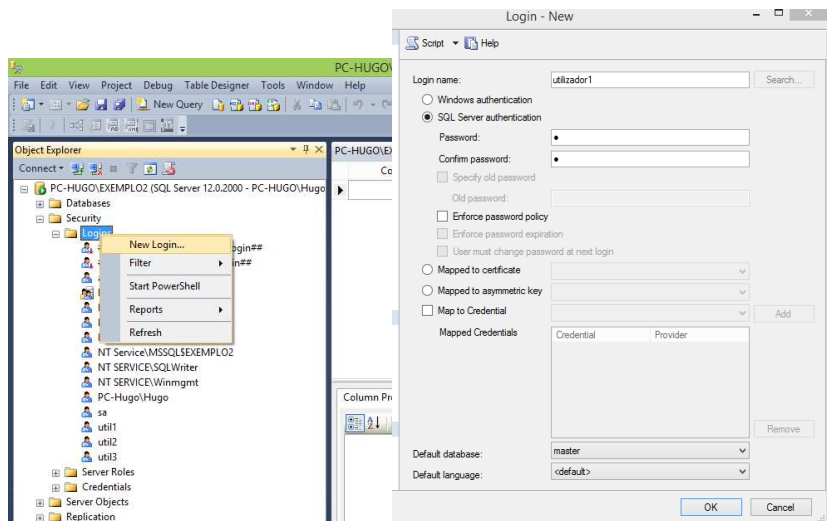 PC-HUGO\
File Edit View Project Debug Table Designer Tools Window Help
New Query
Object Explorer
Connect
PC-HUGO\EXEMPLO2 (SQL Server 12.0.2000 - PC-HUGO\Hugo
Databases
Security
Logins
New Login...
Filter
Start PowerShell
Reports
Refresh
NT Service\MSSQL$EXEMPLO2
NT SERVICE\SQLWriter
NT SERVICE\Winmgmt
PC-Hugo\Hugo
sa
util1
util2
util3
Server Roles
Credentials
Server Objects
Replication
PC-HUGO\EX
Co
Column Pr
Login - New
Script Help
Login name: utilizador1 Search...
Windows authentication
SQL Server authentication
Password:
Confirm password:
Specify old password
Old password:
Enforce password policy
Enforce password expiration
User must change password at next login
Mapped to certificate
Mapped to asymmetric key
Map to Credential Add
Mapped Credentials Credential Provider
Remove
Default database: master
Default language: <default>
OK Cancel